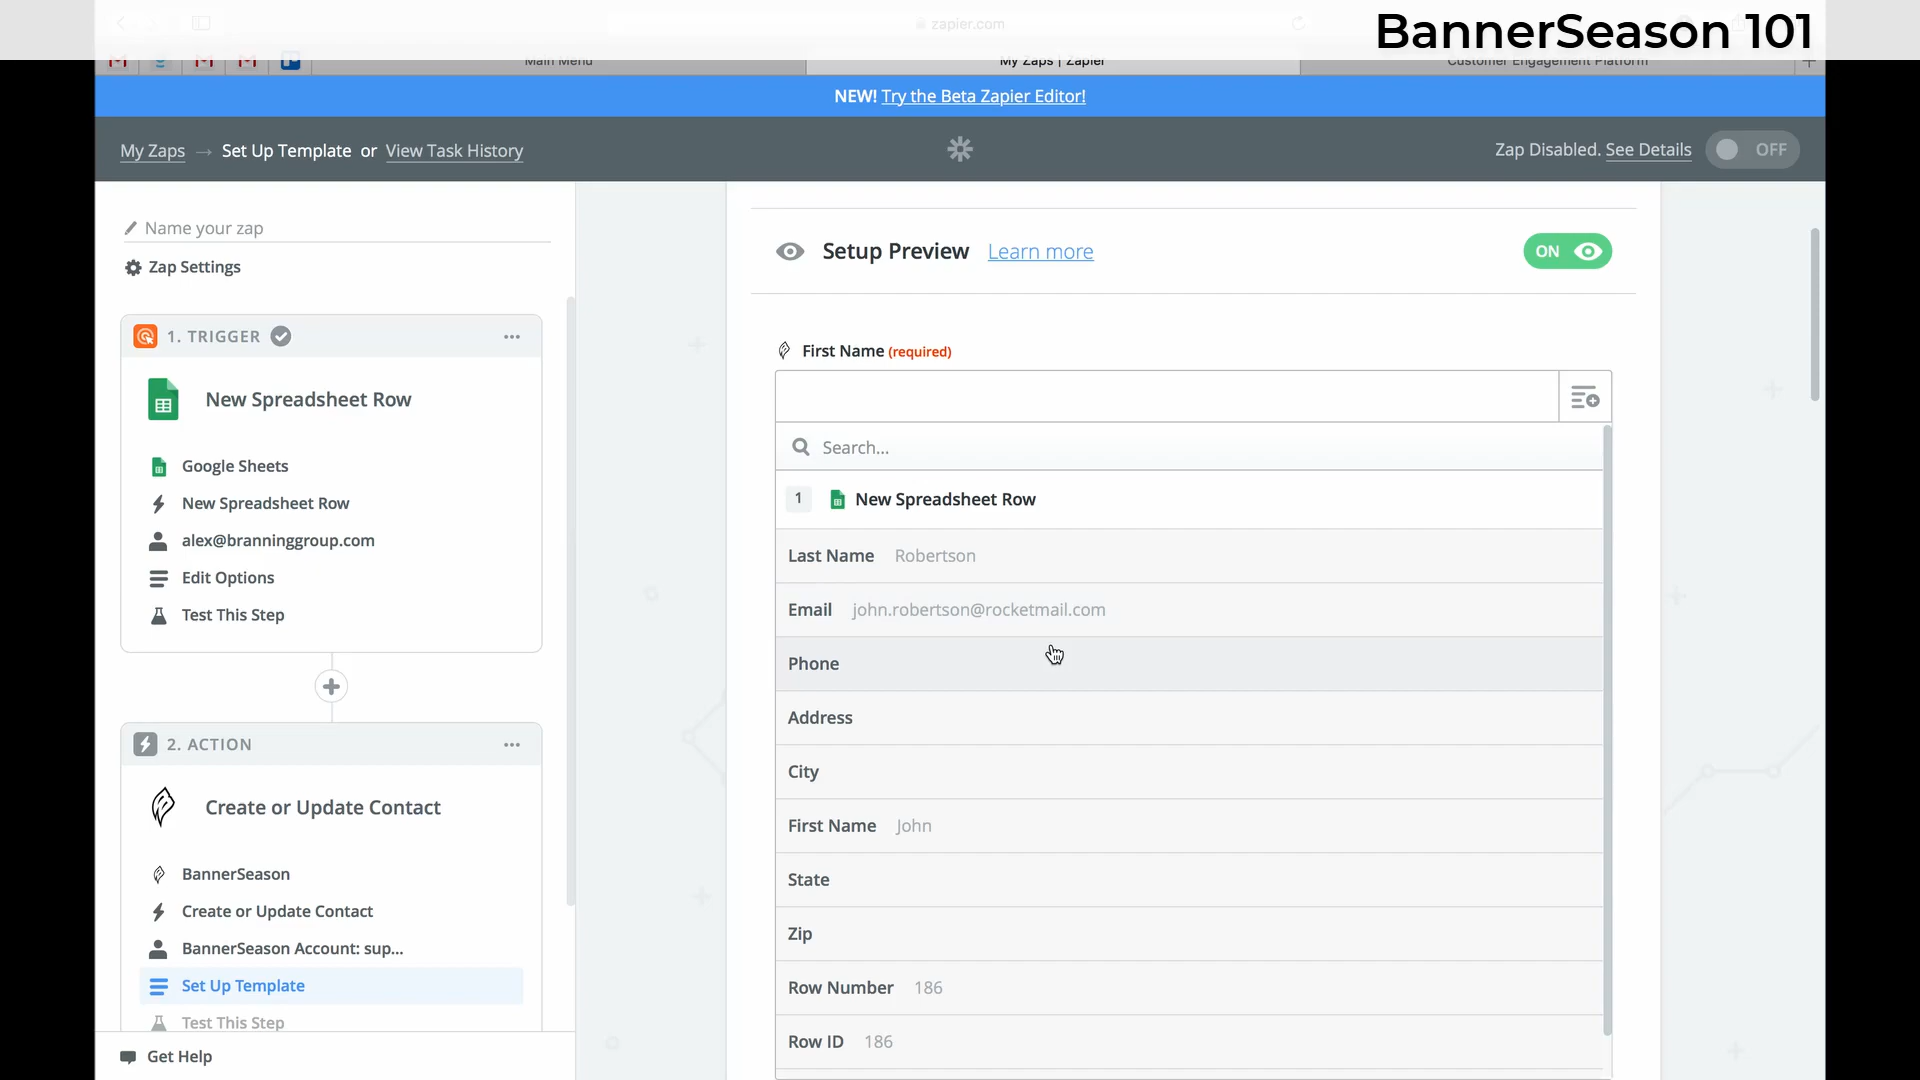 BannerSeason 101
zapier.com
Main Menu
My Zaps | Zapier
Customer Engagement Platform
NEW! Try the Beta Zapier Editor!
My Zaps → Set Up Template or View Task History
Zap Disabled. See Details
OFF
Name your zap
Zap Settings
1. TRIGGER
New Spreadsheet Row
Google Sheets
New Spreadsheet Row
alex@branninggroup.com
Edit Options
Test This Step
2. ACTION
Create or Update Contact
BannerSeason
Create or Update Contact
BannerSeason Account: sup...
Set Up Template
Test This Step
Get Help
Setup Preview Learn more
ON
First Name (required)
Search...
1 New Spreadsheet Row
Last Name Robertson
Email john.robertson@rocketmail.com
Phone
Address
City
First Name John
State
Zip
Row Number 186
Row ID 186